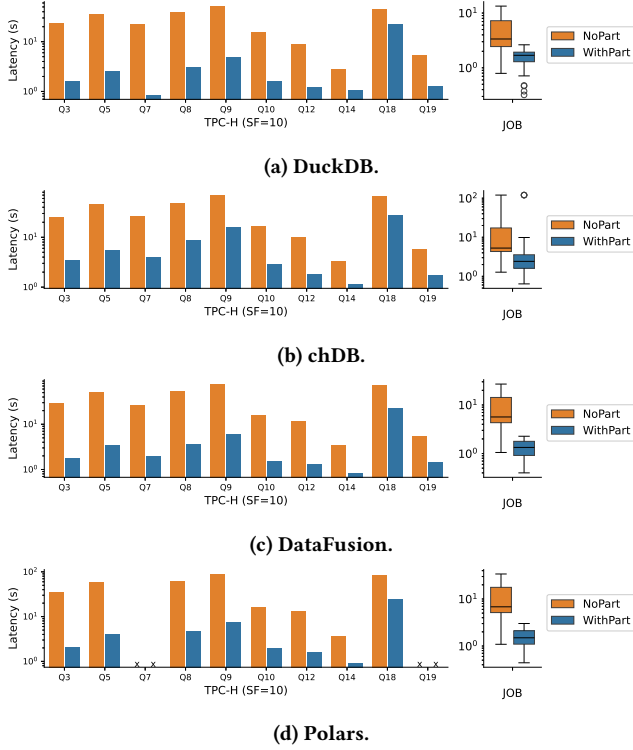 Latency (s)
10¹
10⁰
Q3 Q5 Q7 Q8 Q9 Q10 Q12 Q14 Q18 Q19
TPC-H (SF=10)
10¹
10⁰
JOB
NoPart
WithPart
(a) DuckDB.
Latency (s)
10¹
10⁰
Q3 Q5 Q7 Q8 Q9 Q10 Q12 Q14 Q18 Q19
TPC-H (SF=10)
10²
10¹
10⁰
JOB
NoPart
WithPart
(b) chDB.
Latency (s)
10¹
10⁰
Q3 Q5 Q7 Q8 Q9 Q10 Q12 Q14 Q18 Q19
TPC-H (SF=10)
10¹
10⁰
JOB
NoPart
WithPart
(c) DataFusion.
Latency (s)
10²
10¹
10⁰
x x x x
Q3 Q5 Q7 Q8 Q9 Q10 Q12 Q14 Q18 Q19
TPC-H (SF=10)
10¹
10⁰
JOB
NoPart
WithPart
(d) Polars.